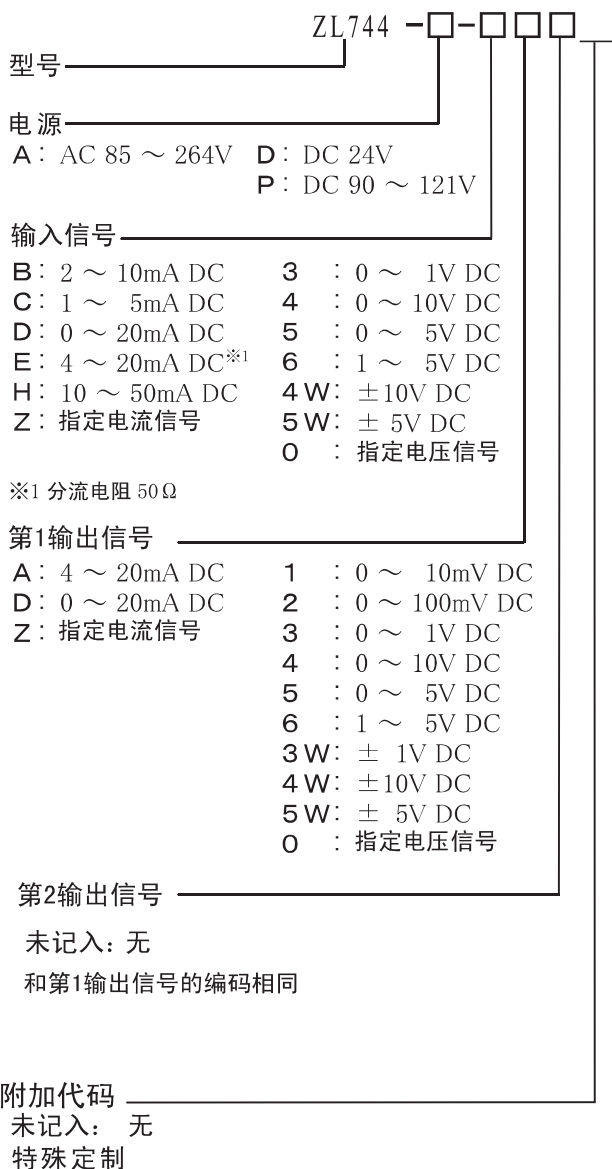 ZL744 -□-□□□
型号
电源
A： AC 85 ～ 264V D： DC 24V
P： DC 90 ～ 121V
输入信号
B： 2 ～ 10mA DC 3 ：0 ～ 1V DC
C： 1 ～ 5mA DC 4 ：0 ～ 10V DC
D： 0 ～ 20mA DC 5 ：0 ～ 5V DC
E： 4 ～ 20mA DC※1 6 ：1 ～ 5V DC
H： 10 ～ 50mA DC 4W： ±10V DC
Z： 指定电流信号 5W： ± 5V DC
0 ： 指定电压信号
※1 分流电阻 50Ω
第1输出信号
A： 4 ～ 20mA DC 1 ：0 ～ 10mV DC
D： 0 ～ 20mA DC 2 ：0 ～ 100mV DC
Z： 指定电流信号 3 ：0 ～ 1V DC
4 ：0 ～ 10V DC
5 ：0 ～ 5V DC
6 ：1 ～ 5V DC
3W： ± 1V DC
4W： ±10V DC
5W： ± 5V DC
0 ： 指定电压信号
第2输出信号
未记入：无
和第1输出信号的编码相同
附加代码
未记入： 无
特殊定制